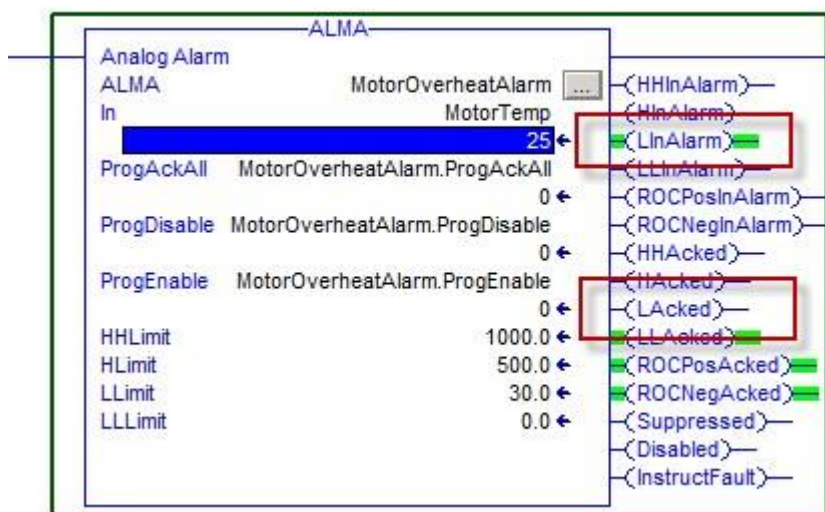 ALMA
Analog Alarm
ALMA MotorOverheatAlarm ... (HHInAlarm)
In MotorTemp (HInAlarm)
25 (LInAlarm)
(LLInAlarm)
ProgAckAll MotorOverheatAlarm.ProgAckAll (ROCPosInAlarm)
0 (ROCNegInAlarm)
ProgDisable MotorOverheatAlarm.ProgDisable
0 (HHAcked)
ProgEnable MotorOverheatAlarm.ProgEnable (HAcked)
0 (LAcked)
HHLimit 1000.0 (LLAcked)
HLimit 500.0 (ROCPosAcked)
LLimit 30.0 (ROCNegAcked)
LLLimit 0.0 (Suppressed)
(Disabled)
(InstructFault)